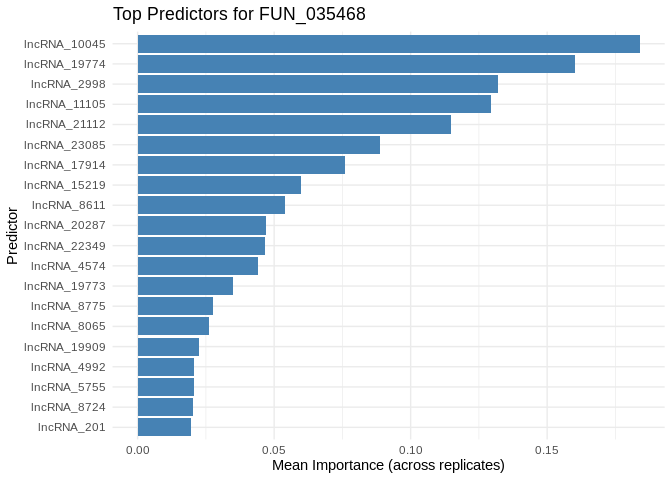 Top Predictors for FUN_035468
Predictor
lncRNA_10045
lncRNA_19774
lncRNA_2998
lncRNA_11105
lncRNA_21112
lncRNA_23085
lncRNA_17914
lncRNA_15219
lncRNA_8611
lncRNA_20287
lncRNA_22349
lncRNA_4574
lncRNA_19773
lncRNA_8775
lncRNA_8065
lncRNA_19909
lncRNA_4992
lncRNA_5755
lncRNA_8724
lncRNA_201
0.00 0.05 0.10 0.15
Mean Importance (across replicates)